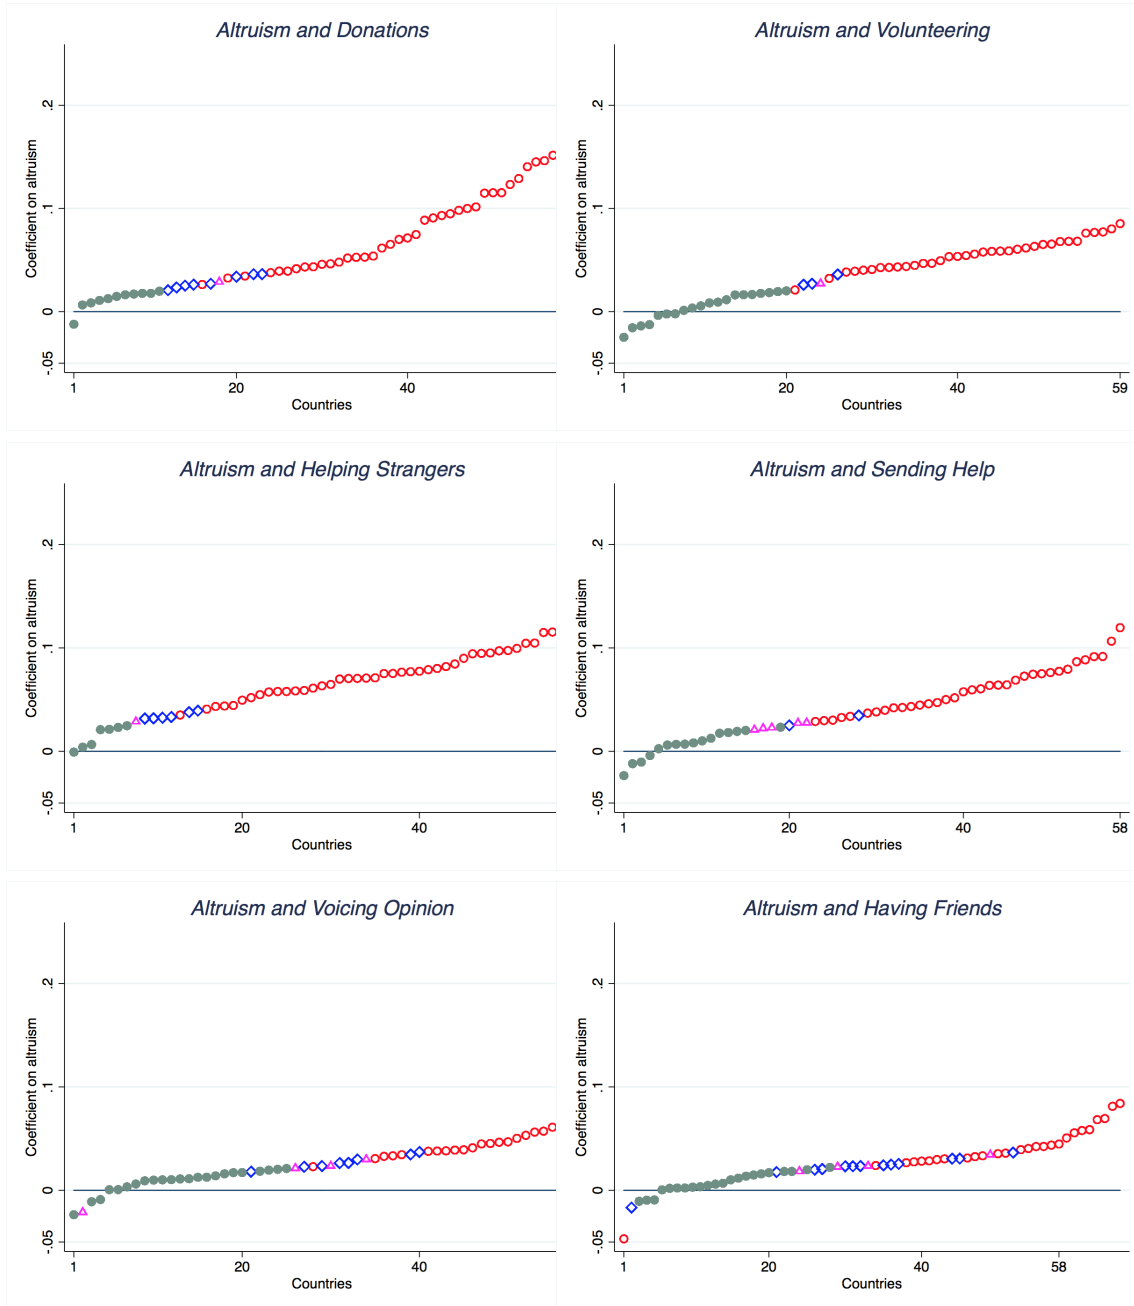 Altruism and Donations
Coefficient on altruism
.2
.1
0
-.05
1
20
40
Countries
Altruism and Volunteering
Coefficient on altruism
.2
.1
0
-.05
1
20
40
59
Countries
Altruism and Helping Strangers
Coefficient on altruism
.2
.1
0
-.05
1
20
40
Countries
Altruism and Sending Help
Coefficient on altruism
.2
.1
0
-.05
1
20
40
58
Countries
Altruism and Voicing Opinion
Coefficient on altruism
.2
.1
0
-.05
1
20
40
Countries
Altruism and Having Friends
Coefficient on altruism
.2
.1
0
-.05
1
20
40
58
Countries